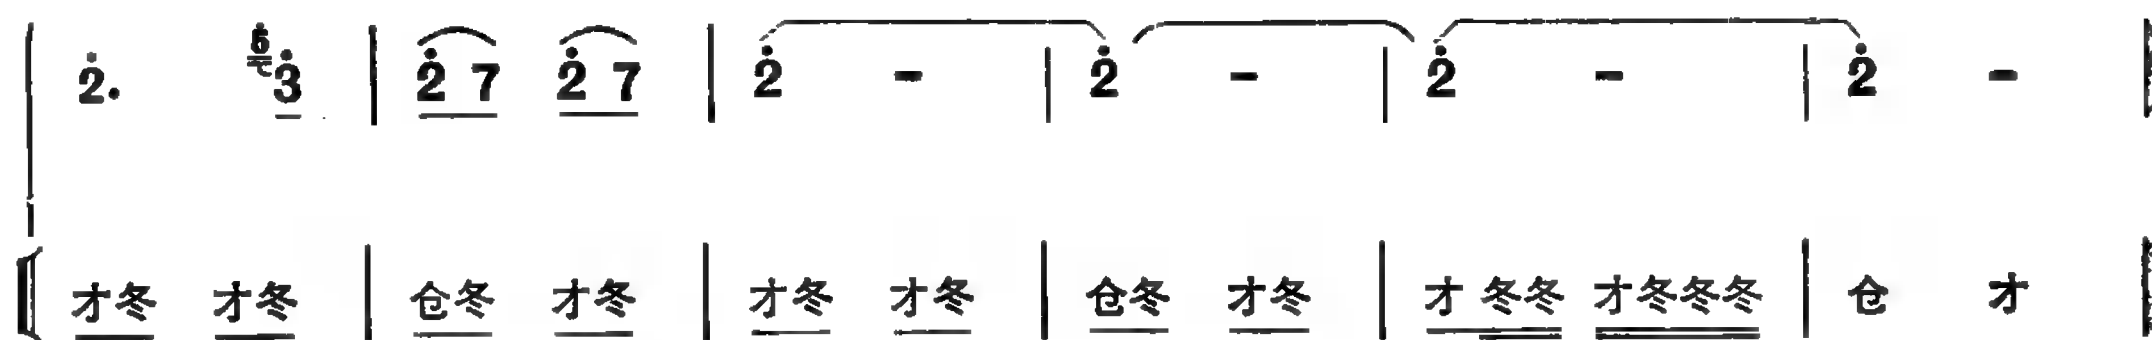 2̇. 5 3̇ | 2̇ 7 2̇ 7 | 2̇ - | 2̇ - | 2̇ - | 2̇ -
才冬 才冬 | 仓冬 才冬 | 才冬 才冬 | 仓冬 才冬 | 才 冬冬 才冬冬冬 | 仓 才